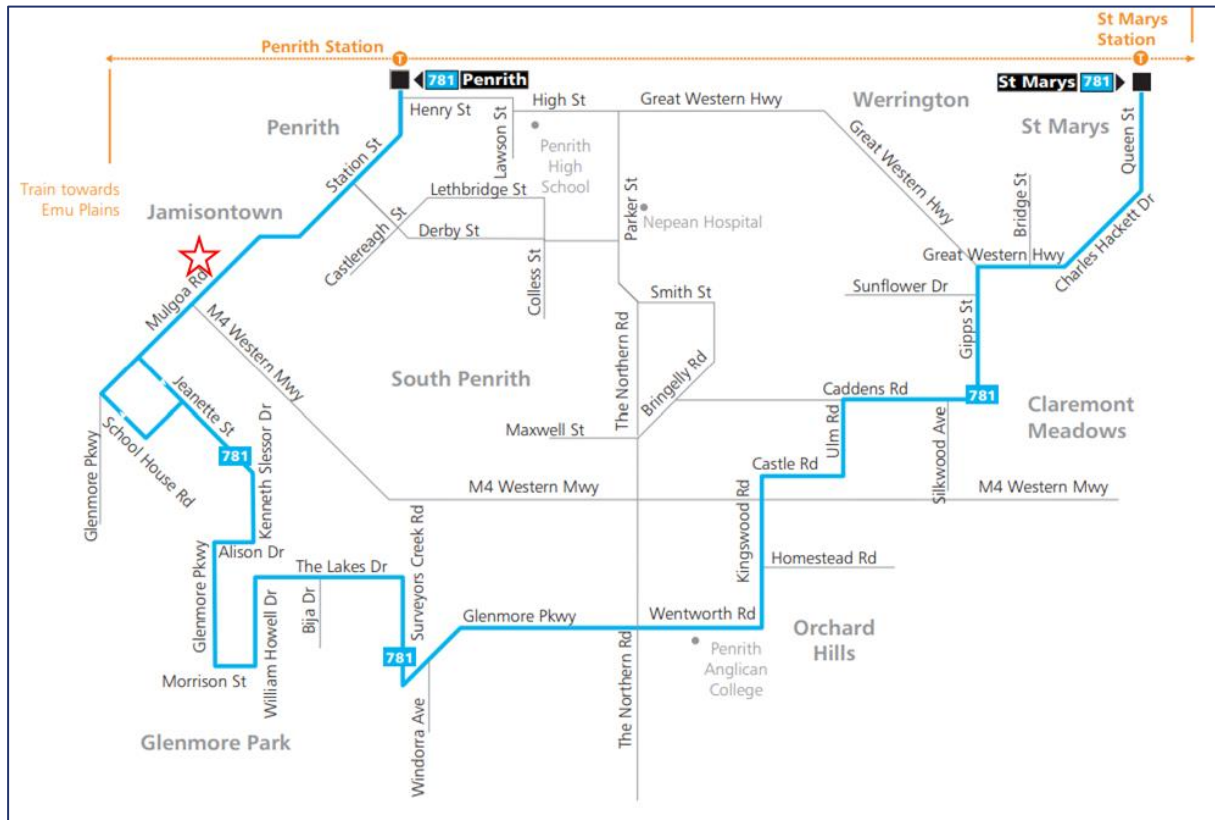 St Marys
Station
Penrith Station
T
T
781 Penrith
St Marys 781
Henry St
High St
Great Western Hwy
Werrington
Penrith
St Marys
Lawson St
Penrith
High
School
Station St
Queen St
Train towards
Emu Plains
Lethbridge St
Parker St
Great Western Hwy
Bridge St
Jamisontown
Nepean Hospital
Castlereagh St
Derby St
Charles Hackett Dr
Great Western Hwy
Colless St
Mulgoa Rd
Smith St
Sunflower Dr
Gipps St
M4 Western Mwy
The Northern Rd
South Penrith
Bringelly Rd
Jeanette St
Caddens Rd
781
Claremont
Meadows
Maxwell St
Ulm Rd
School House Rd
Glenmore Pkwy
781
Kenneth Slessor Dr
Castle Rd
Silkwood Ave
M4 Western Mwy
M4 Western Mwy
Surveyors Creek Rd
Kingswood Rd
Alison Dr
Glenmore Pkwy
The Lakes Dr
Homestead Rd
William Howell Dr
Bija Dr
Glenmore Pkwy
Wentworth Rd
Orchard
Hills
781
Penrith
Anglican
College
Morrison St
Windorra Ave
The Northern Rd
Glenmore Park